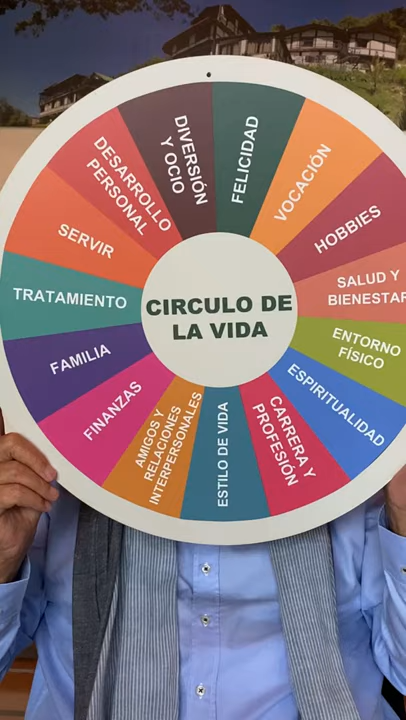 CIRCULO DE
LA VIDA
FELICIDAD
VOCACIÓN
HOBBIES
SALUD Y
BIENESTAR
ENTORNO
FÍSICO
ESPIRITUALIDAD
CARRERA Y
PROFESIÓN
ESTILO DE VIDA
AMIGOS Y
RELACIONES
INTERPERSONALES
FINANZAS
FAMILIA
TRATAMIENTO
SERVIR
DESARROLLO
PERSONAL
DIVERSIÓN
Y OCIO